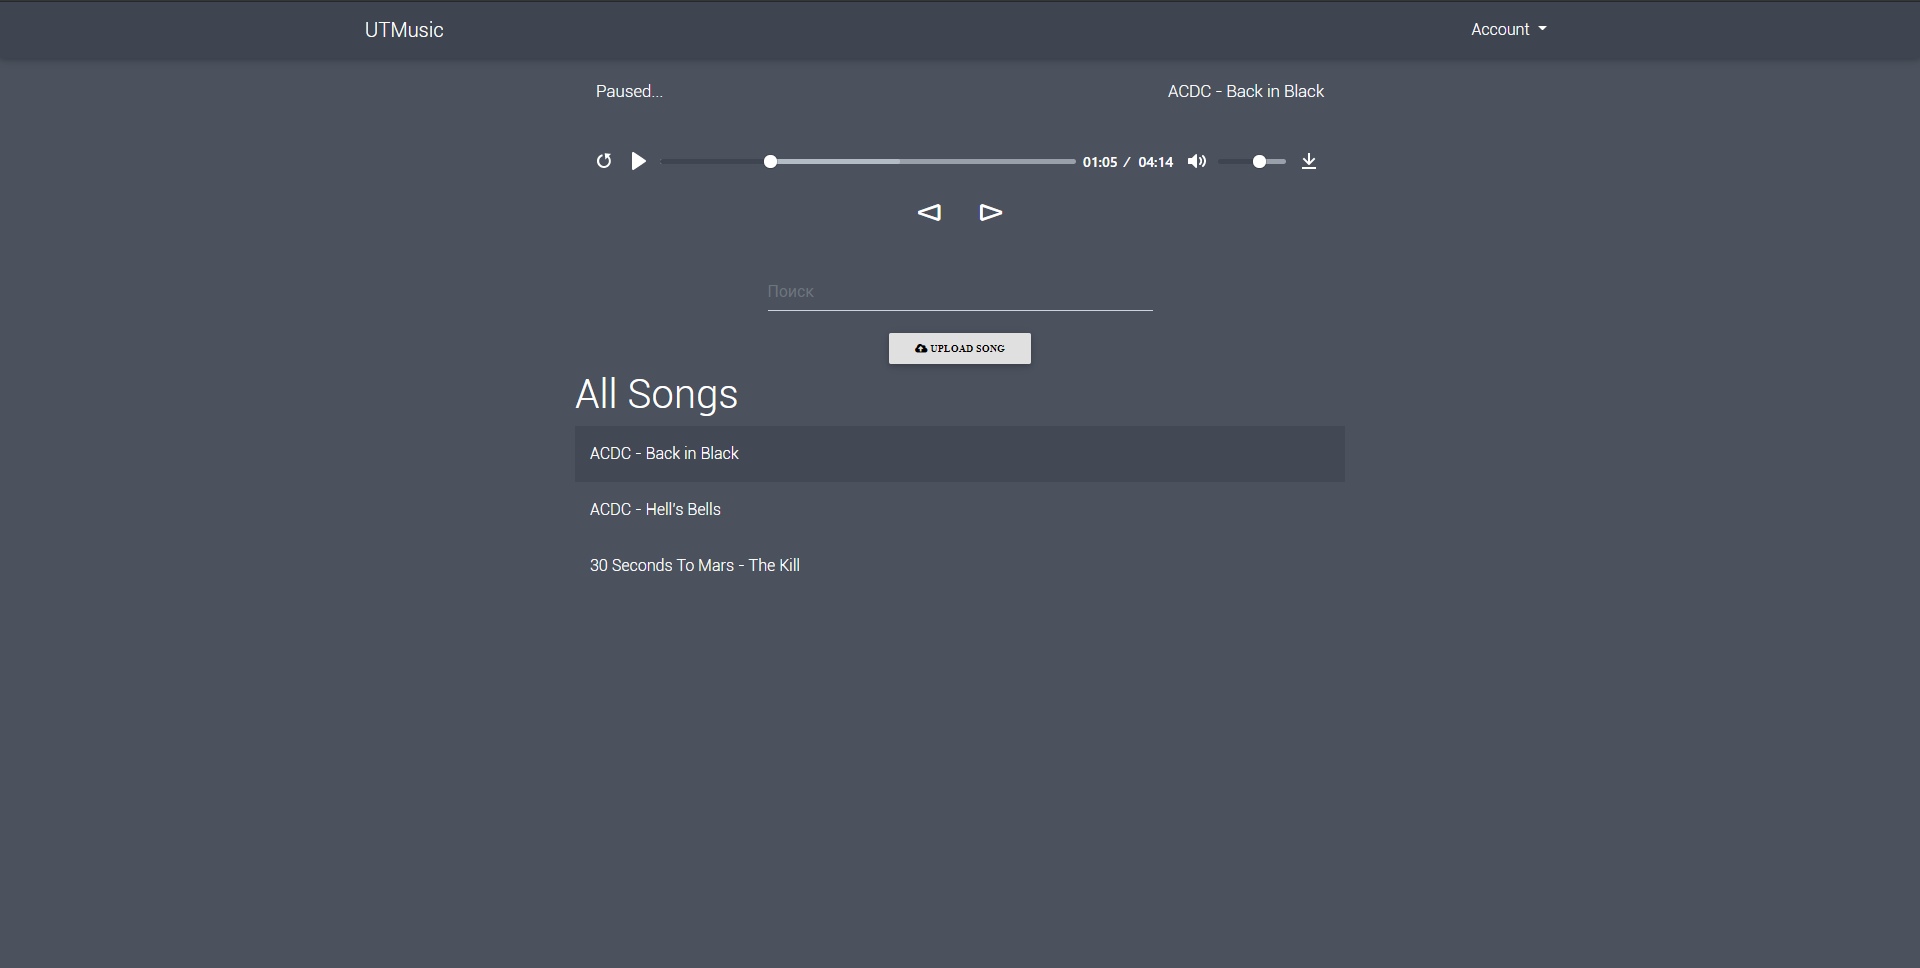 UTMusic Account
Paused... ACDC - Back in Black
01:05 / 04:14
Поиск
UPLOAD SONG
All Songs
ACDC - Back in Black
ACDC - Hell's Bells
30 Seconds To Mars - The Kill